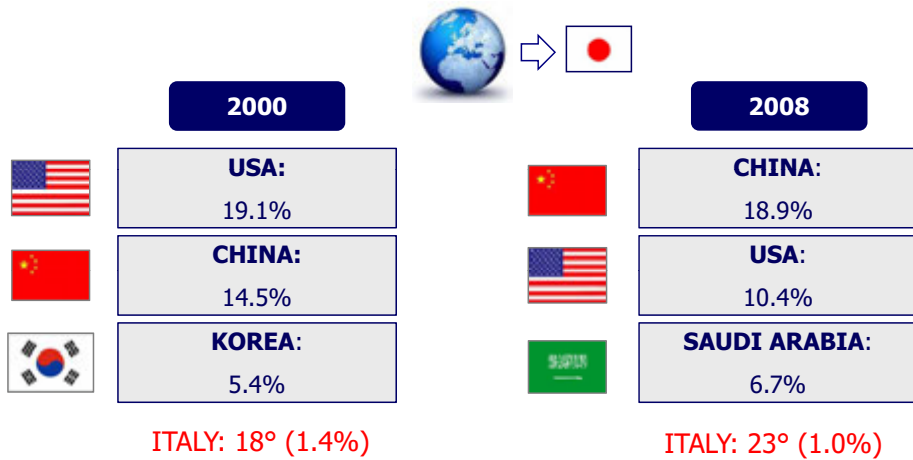 2000
USA:
19.1%
CHINA:
14.5%
KOREA:
5.4%
ITALY: 18° (1.4%)
2008
CHINA:
18.9%
USA:
10.4%
SAUDI ARABIA:
6.7%
ITALY: 23° (1.0%)